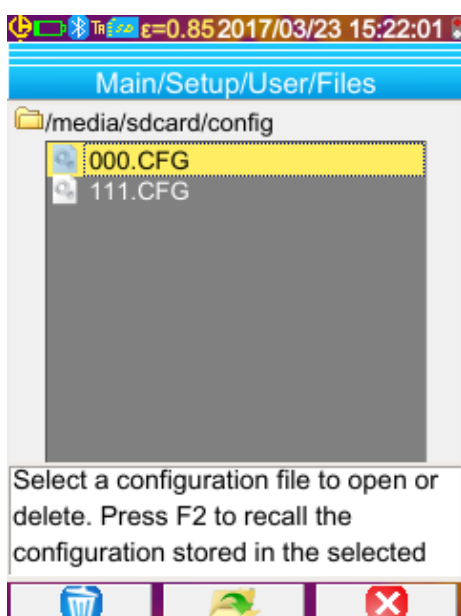 ε=0.85 2017/03/23 15:22:01
Main/Setup/User/Files
/media/sdcard/config
000.CFG
111.CFG
Select a configuration file to open or
delete. Press F2 to recall the
configuration stored in the selected